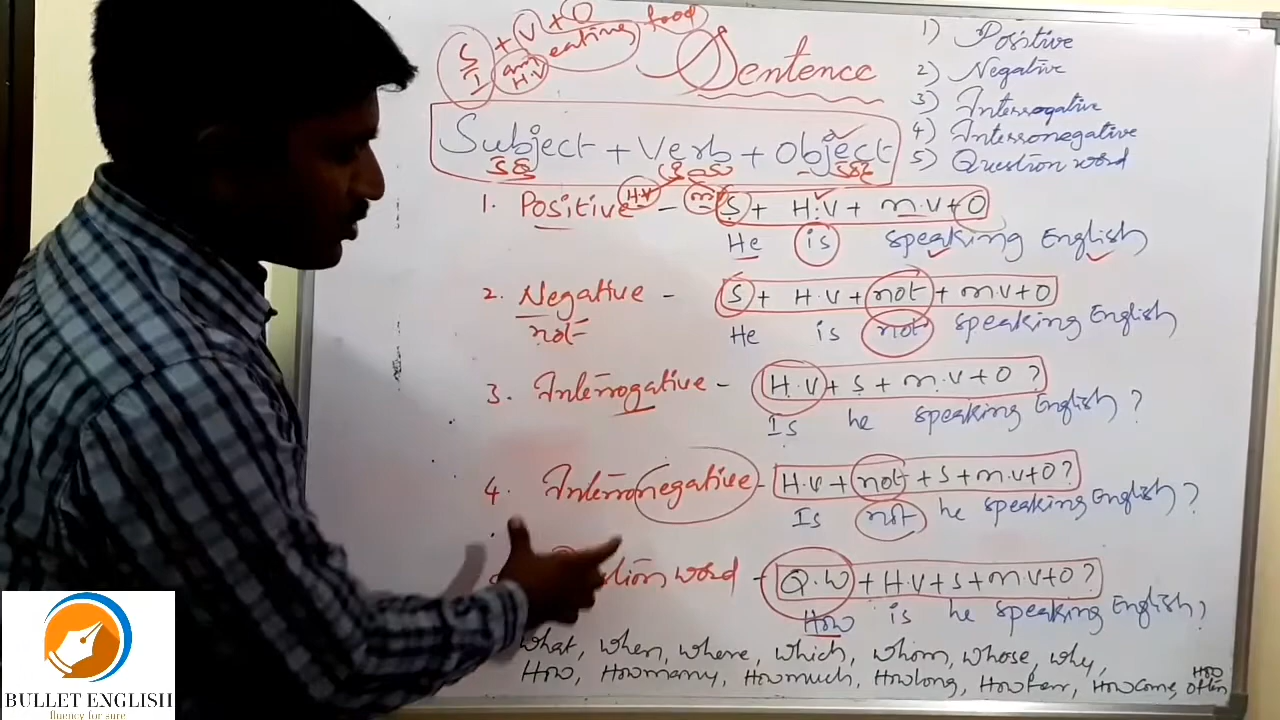 S + V + O
I am eating food
H.V
Sentence
1) Positive
2) Negative
3) Interrogative
4) Interronegative
5) Question word
Subject + Verb + Object
H.V
1. Positive - S + H.V + m.v + O
He is speaking English
2. Negative - S + H.V + not + m.v + O
not He is not speaking English
3. Interrogative - H.V + S + m.v + O ?
Is he speaking English ?
4. Interronegative - H.V + not + S + m.v + O ?
Is not he speaking English ?
word - Q.W + H.V + S + m.v + O ?
How is he speaking English ?
what, when, where, which, whom, whose, why,
How, Howmany, Howmuch, Howlong, Howfar, Howcome, How often
BULLET ENGLISH
fluency for sure